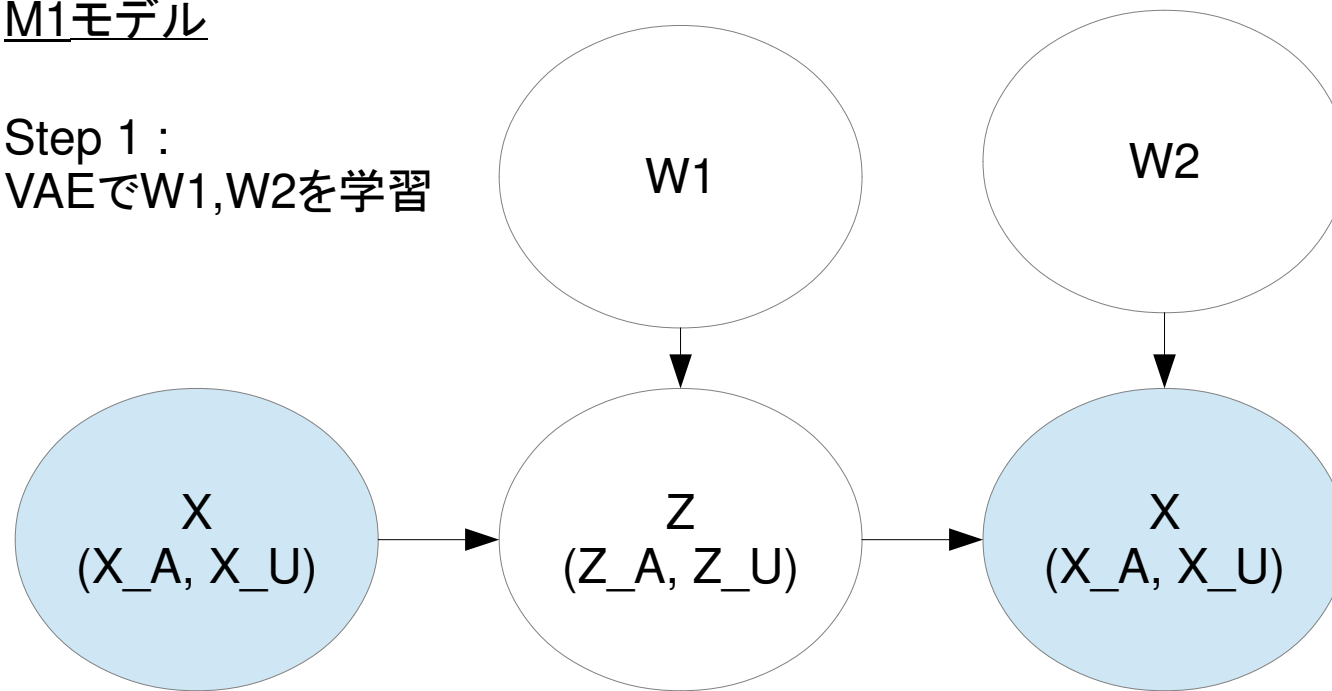 M1モデル
Step 1 :
VAEでW1,W2を学習
W1
W2
X
(X_A, X_U)
Z
(Z_A, Z_U)
X
(X_A, X_U)